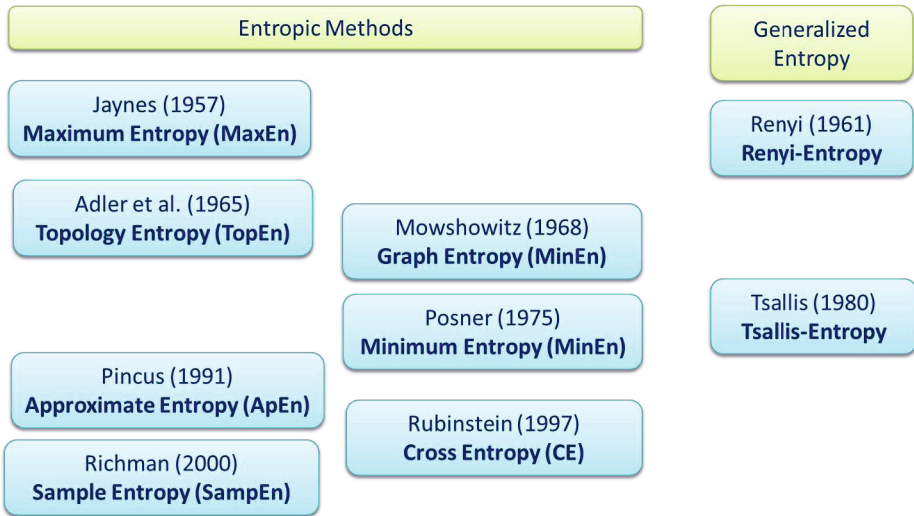 Entropic Methods
Generalized
Entropy
Jaynes (1957)
Maximum Entropy (MaxEn)
Renyi (1961)
Renyi-Entropy
Adler et al. (1965)
Topology Entropy (TopEn)
Mowshowitz (1968)
Graph Entropy (MinEn)
Posner (1975)
Minimum Entropy (MinEn)
Tsallis (1980)
Tsallis-Entropy
Pincus (1991)
Approximate Entropy (ApEn)
Rubinstein (1997)
Cross Entropy (CE)
Richman (2000)
Sample Entropy (SampEn)